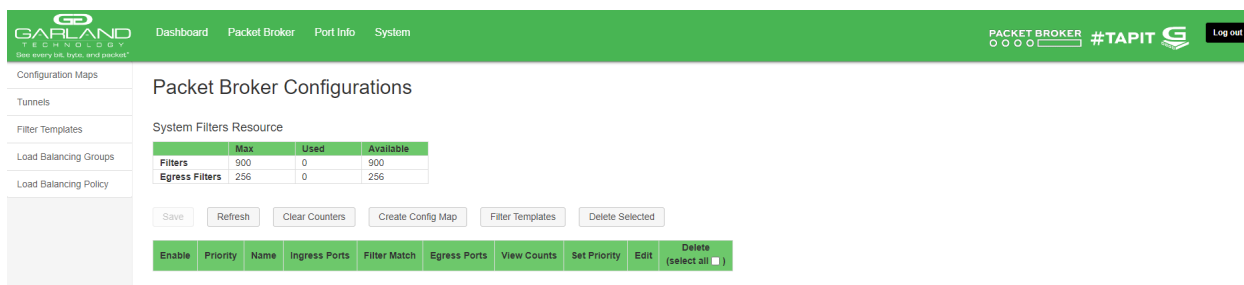 GARLAND
TECHNOLOGY
See every bit, byte, and packet™
Dashboard Packet Broker Port Info System
PACKET BROKER
#TAPIT
Log out
Configuration Maps
Tunnels
Filter Templates
Load Balancing Groups
Load Balancing Policy
Packet Broker Configurations
System Filters Resource
Max Used Available
Filters 900 0 900
Egress Filters 256 0 256
Save Refresh Clear Counters Create Config Map Filter Templates Delete Selected
Enable Priority Name Ingress Ports Filter Match Egress Ports View Counts Set Priority Edit Delete
(select all )